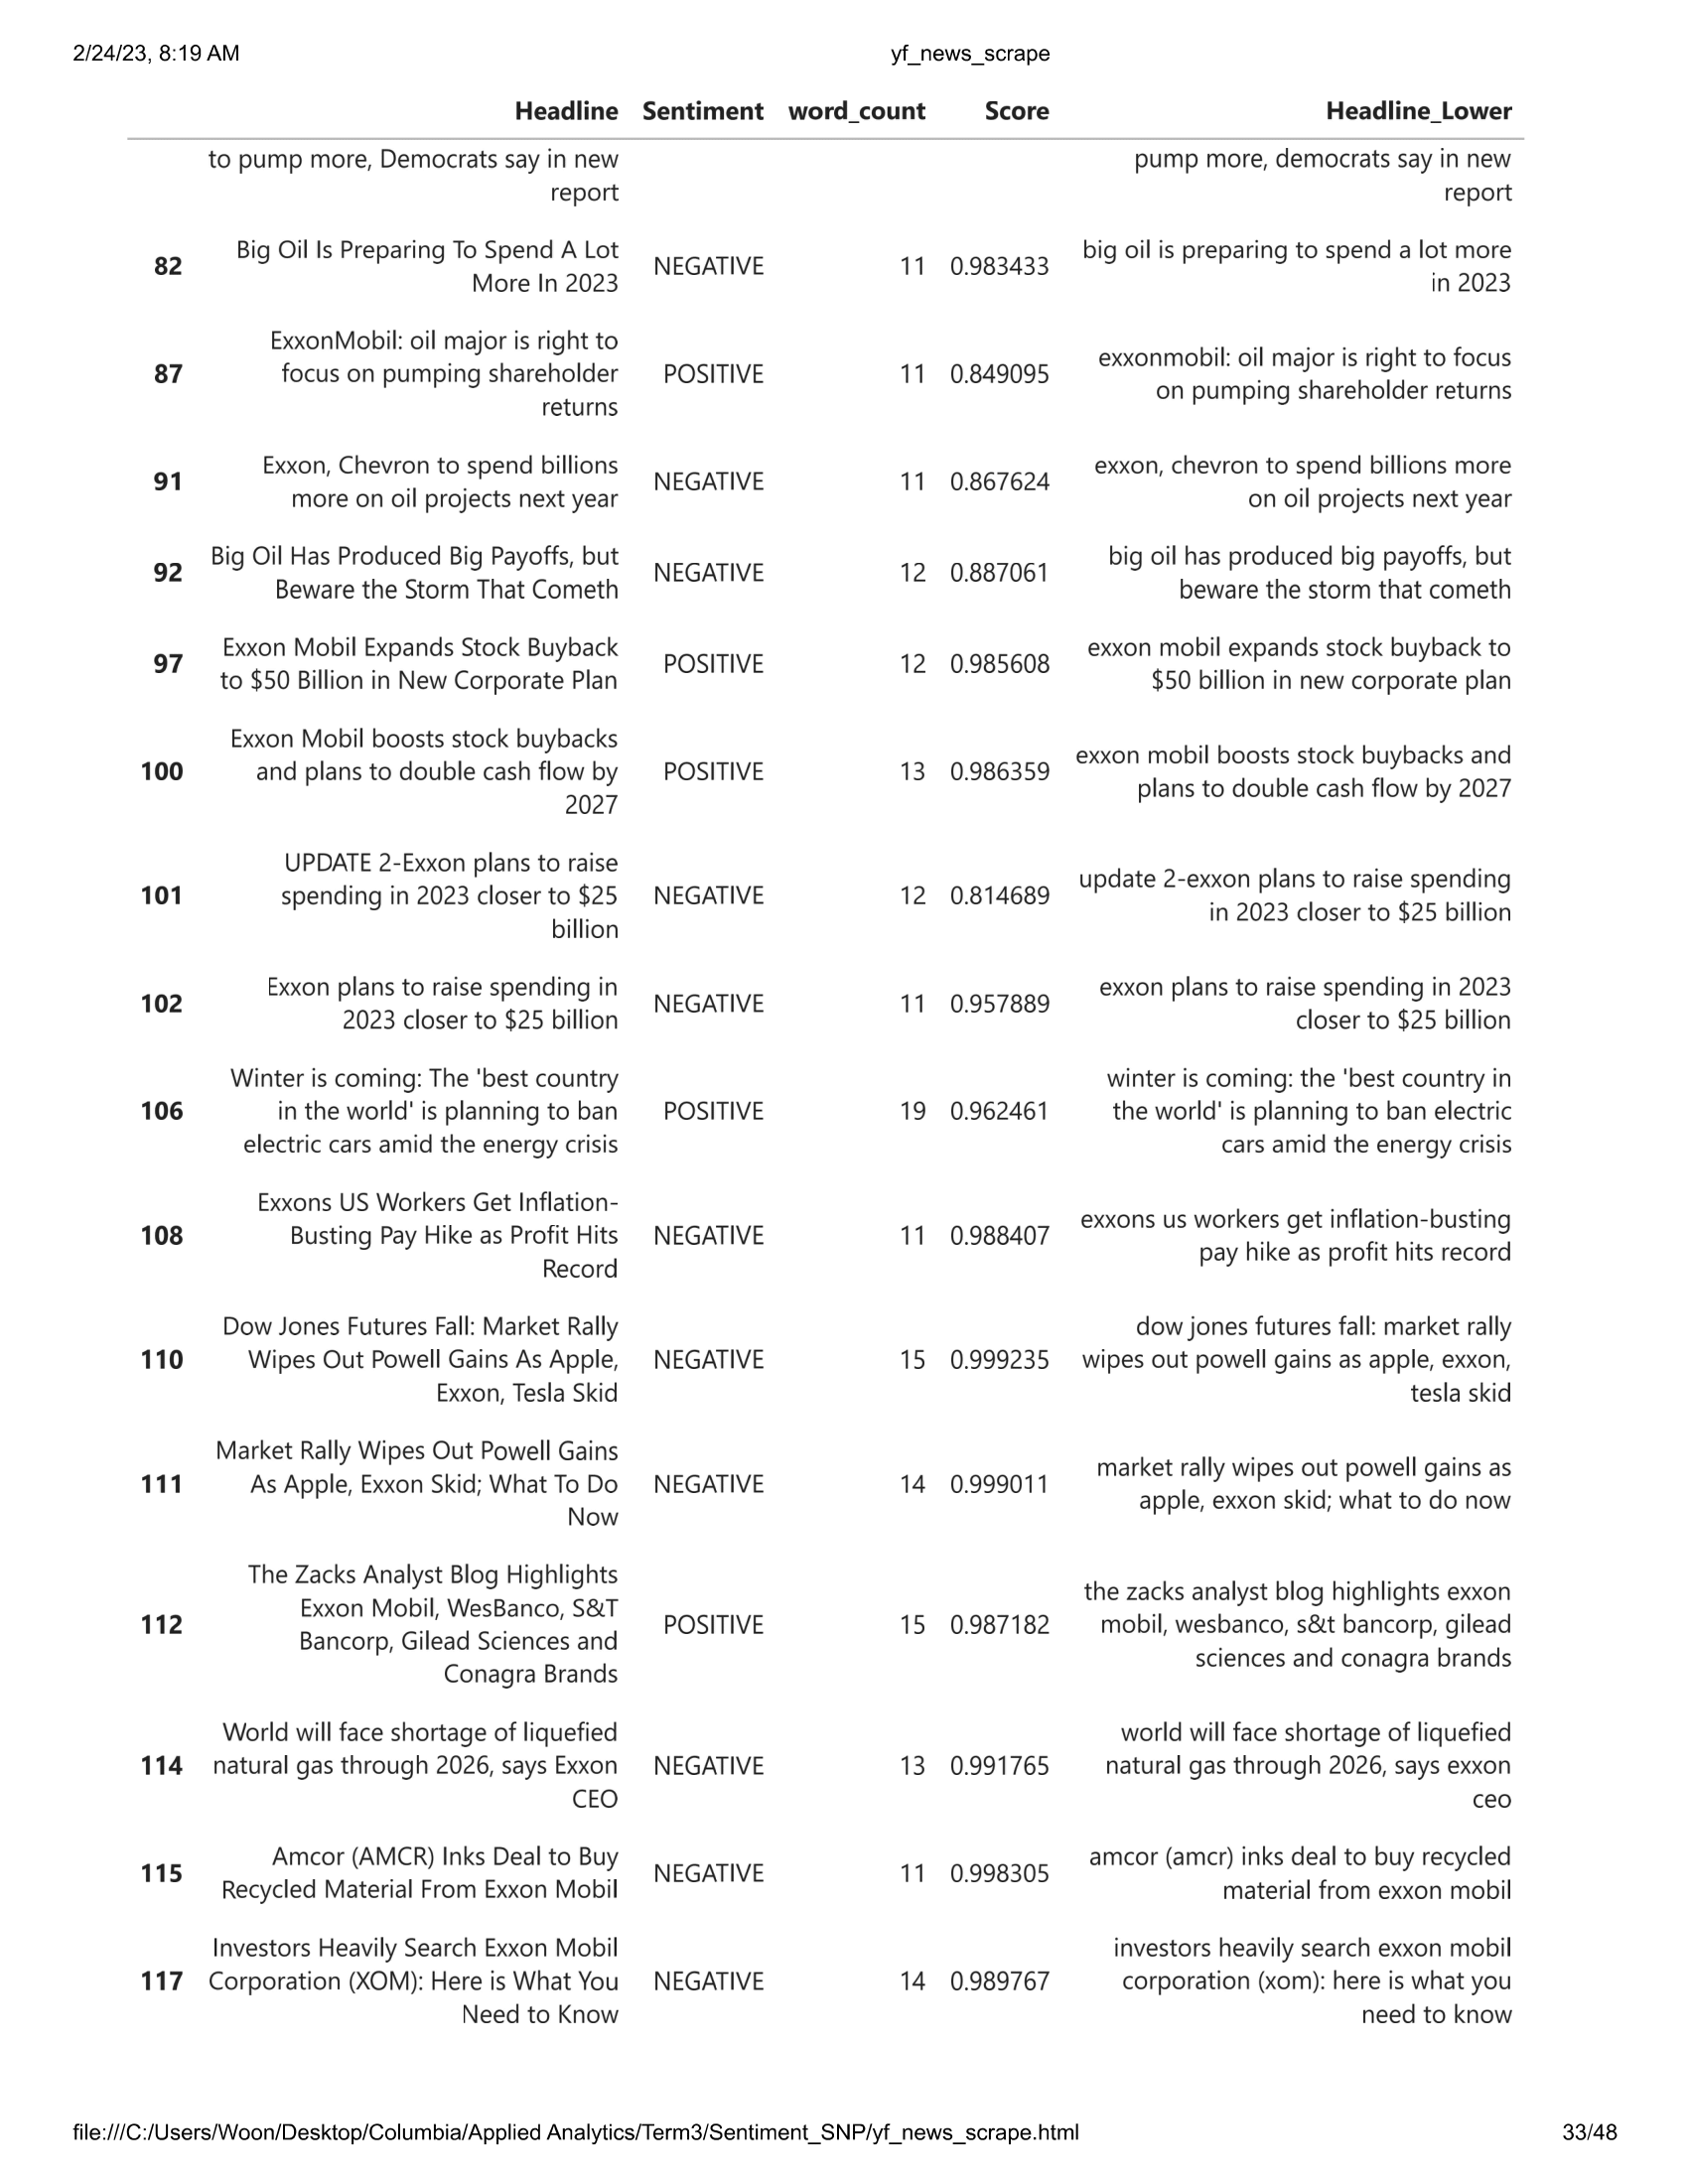 2/24/23, 8:19 AM yf_news_scrape
Headline Sentiment word_count Score Headline_Lower
to pump more, Democrats say in new pump more, democrats say in new
report report
Big Oil Is Preparing To Spend A Lot big oil is preparing to spend a lot more
82 NEGATIVE 11 0.983433
More In 2023 in 2023
ExxonMobil: oil major is right to
exxonmobil: oil major is right to focus
87 focus on pumping shareholder POSITIVE 11 0.849095
on pumping shareholder returns
returns
Exxon, Chevron to spend billions exxon, chevron to spend billions more
91 NEGATIVE 11 0.867624
more on oil projects next year on oil projects next year
Big Oil Has Produced Big Payoffs, but big oil has produced big payoffs, but
92 NEGATIVE 12 0.887061
Beware the Storm That Cometh beware the storm that cometh
Exxon Mobil Expands Stock Buyback exxon mobil expands stock buyback to
97 POSITIVE 12 0.985608
to $50 Billion in New Corporate Plan $50 billion in new corporate plan
Exxon Mobil boosts stock buybacks
exxon mobil boosts stock buybacks and
100 and plans to double cash flow by POSITIVE 13 0.986359
plans to double cash flow by 2027
2027
UPDATE 2-Exxon plans to raise
update 2-exxon plans to raise spending
101 spending in 2023 closer to $25 NEGATIVE 12 0.814689
in 2023 closer to $25 billion
billion
Exxon plans to raise spending in exxon plans to raise spending in 2023
102 NEGATIVE 11 0.957889
2023 closer to $25 billion closer to $25 billion
Winter is coming: The 'best country winter is coming: the 'best country in
106 in the world' is planning to ban POSITIVE 19 0.962461 the world' is planning to ban electric
electric cars amid the energy crisis cars amid the energy crisis
Exxons US Workers Get Inflation-
exxons us workers get inflation-busting
108 Busting Pay Hike as Profit Hits NEGATIVE 11 0.988407
pay hike as profit hits record
Record
Dow Jones Futures Fall: Market Rally dow jones futures fall: market rally
110 Wipes Out Powell Gains As Apple, NEGATIVE 15 0.999235 wipes out powell gains as apple, exxon,
Exxon, Tesla Skid tesla skid
Market Rally Wipes Out Powell Gains
market rally wipes out powell gains as
111 As Apple, Exxon Skid; What To Do NEGATIVE 14 0.999011
apple, exxon skid; what to do now
Now
The Zacks Analyst Blog Highlights
the zacks analyst blog highlights exxon
Exxon Mobil, WesBanco, S&T
112 POSITIVE 15 0.987182 mobil, wesbanco, s&t bancorp, gilead
Bancorp, Gilead Sciences and
sciences and conagra brands
Conagra Brands
World will face shortage of liquefied world will face shortage of liquefied
114 natural gas through 2026, says Exxon NEGATIVE 13 0.991765 natural gas through 2026, says exxon
CEO ceo
Amcor (AMCR) Inks Deal to Buy amcor (amcr) inks deal to buy recycled
115 NEGATIVE 11 0.998305
Recycled Material From Exxon Mobil material from exxon mobil
Investors Heavily Search Exxon Mobil investors heavily search exxon mobil
117 Corporation (XOM): Here is What You NEGATIVE 14 0.989767 corporation (xom): here is what you
Need to Know need to know
file:///C:/Users/Woon/Desktop/Columbia/Applied Analytics/Term3/Sentiment_SNP/yf_news_scrape.html 33/48